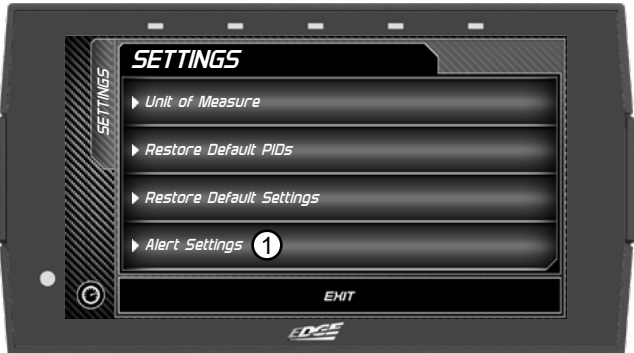 SETTINGS
SETTINGS
Unit of Measure
Restore Default PIDs
Restore Default Settings
Alert Settings 1
EXIT
EDGE